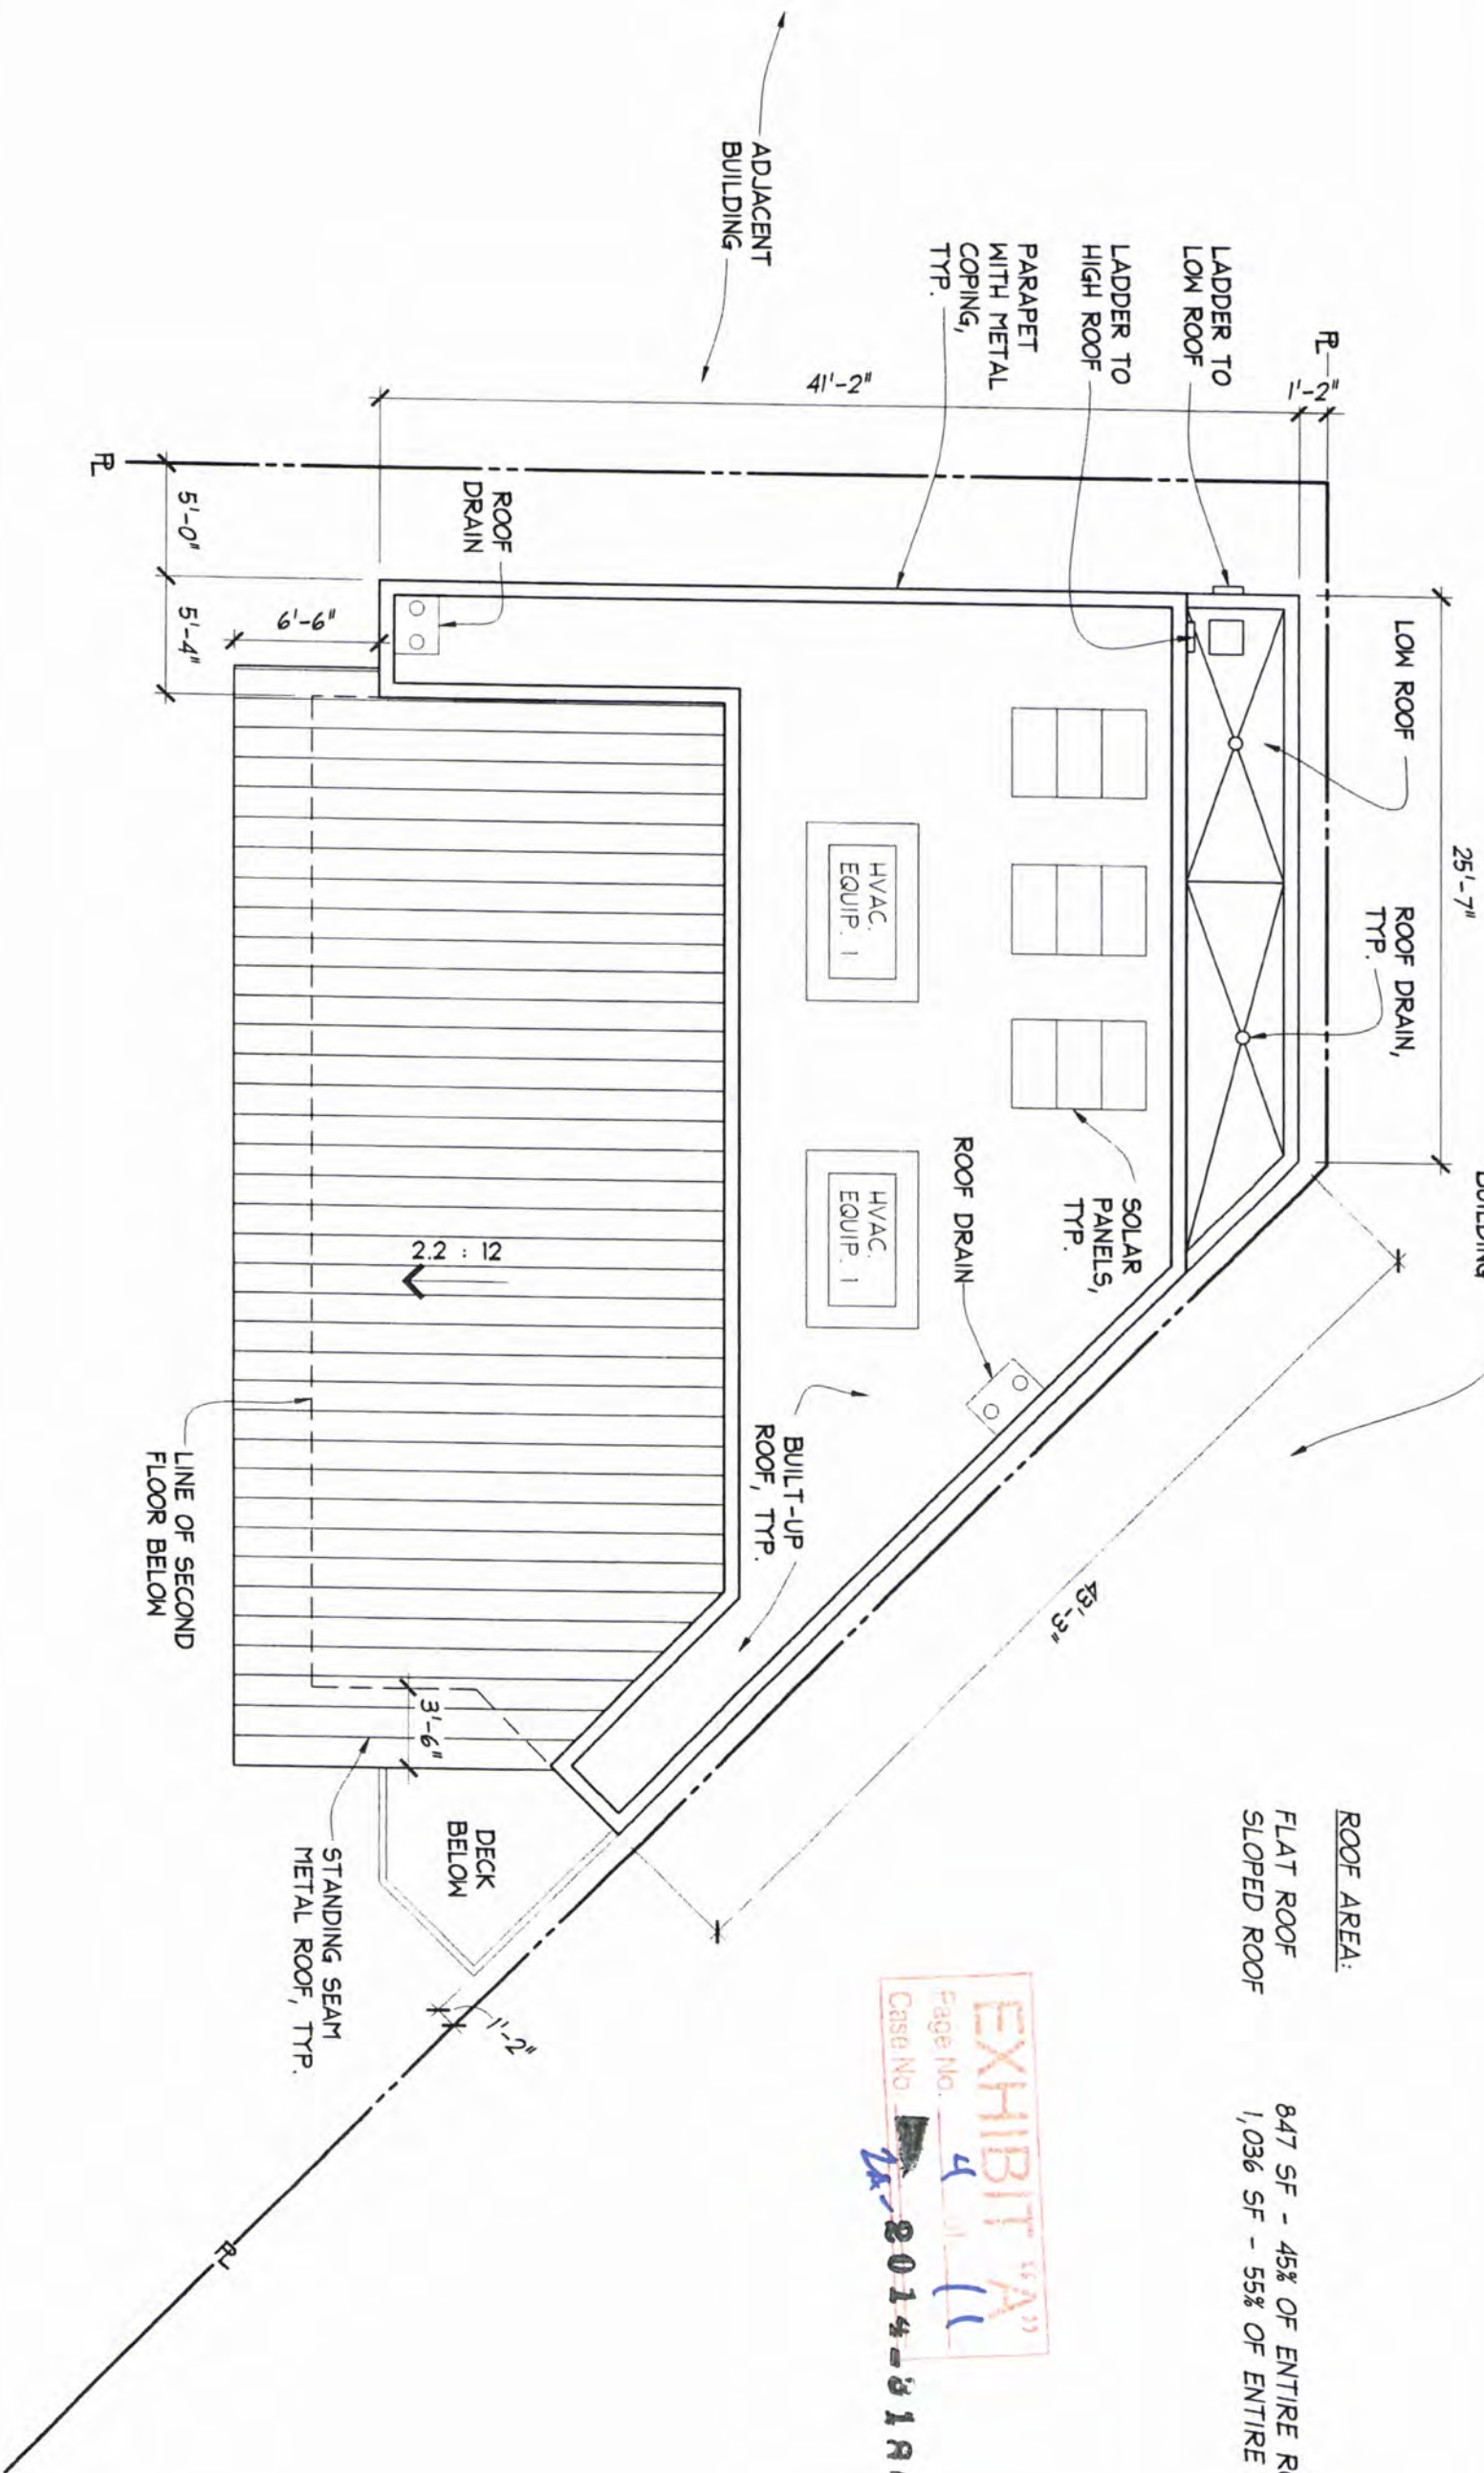 ADJACENT
BUILDING
LADDER TO
LOW ROOF
LADDER TO
HIGH ROOF
PARAPET
WITH METAL
COPING,
TYP.
PL
1'-2"
41'-2"
PL
5'-0"
5'-4"
6'-6"
ROOF
DRAIN
LOW ROOF
25'-7"
ROOF DRAIN,
TYP.
BUILDING
HVAC.
EQUIP. 1
HVAC.
EQUIP. 1
SOLAR
PANELS,
TYP.
ROOF DRAIN
BUILT-UP
ROOF, TYP.
2.2 : 12
LINE OF SECOND
FLOOR BELOW
3'-6"
DECK
BELOW
STANDING SEAM
METAL ROOF, TYP.
1'-2"
PL
ROOF AREA:
FLAT ROOF 847 SF - 45% OF ENTIRE
SLOPED ROOF 1,036 SF - 55% OF ENTIRE
EXHIBIT "A"
Page No. 4 of 11
Case No.